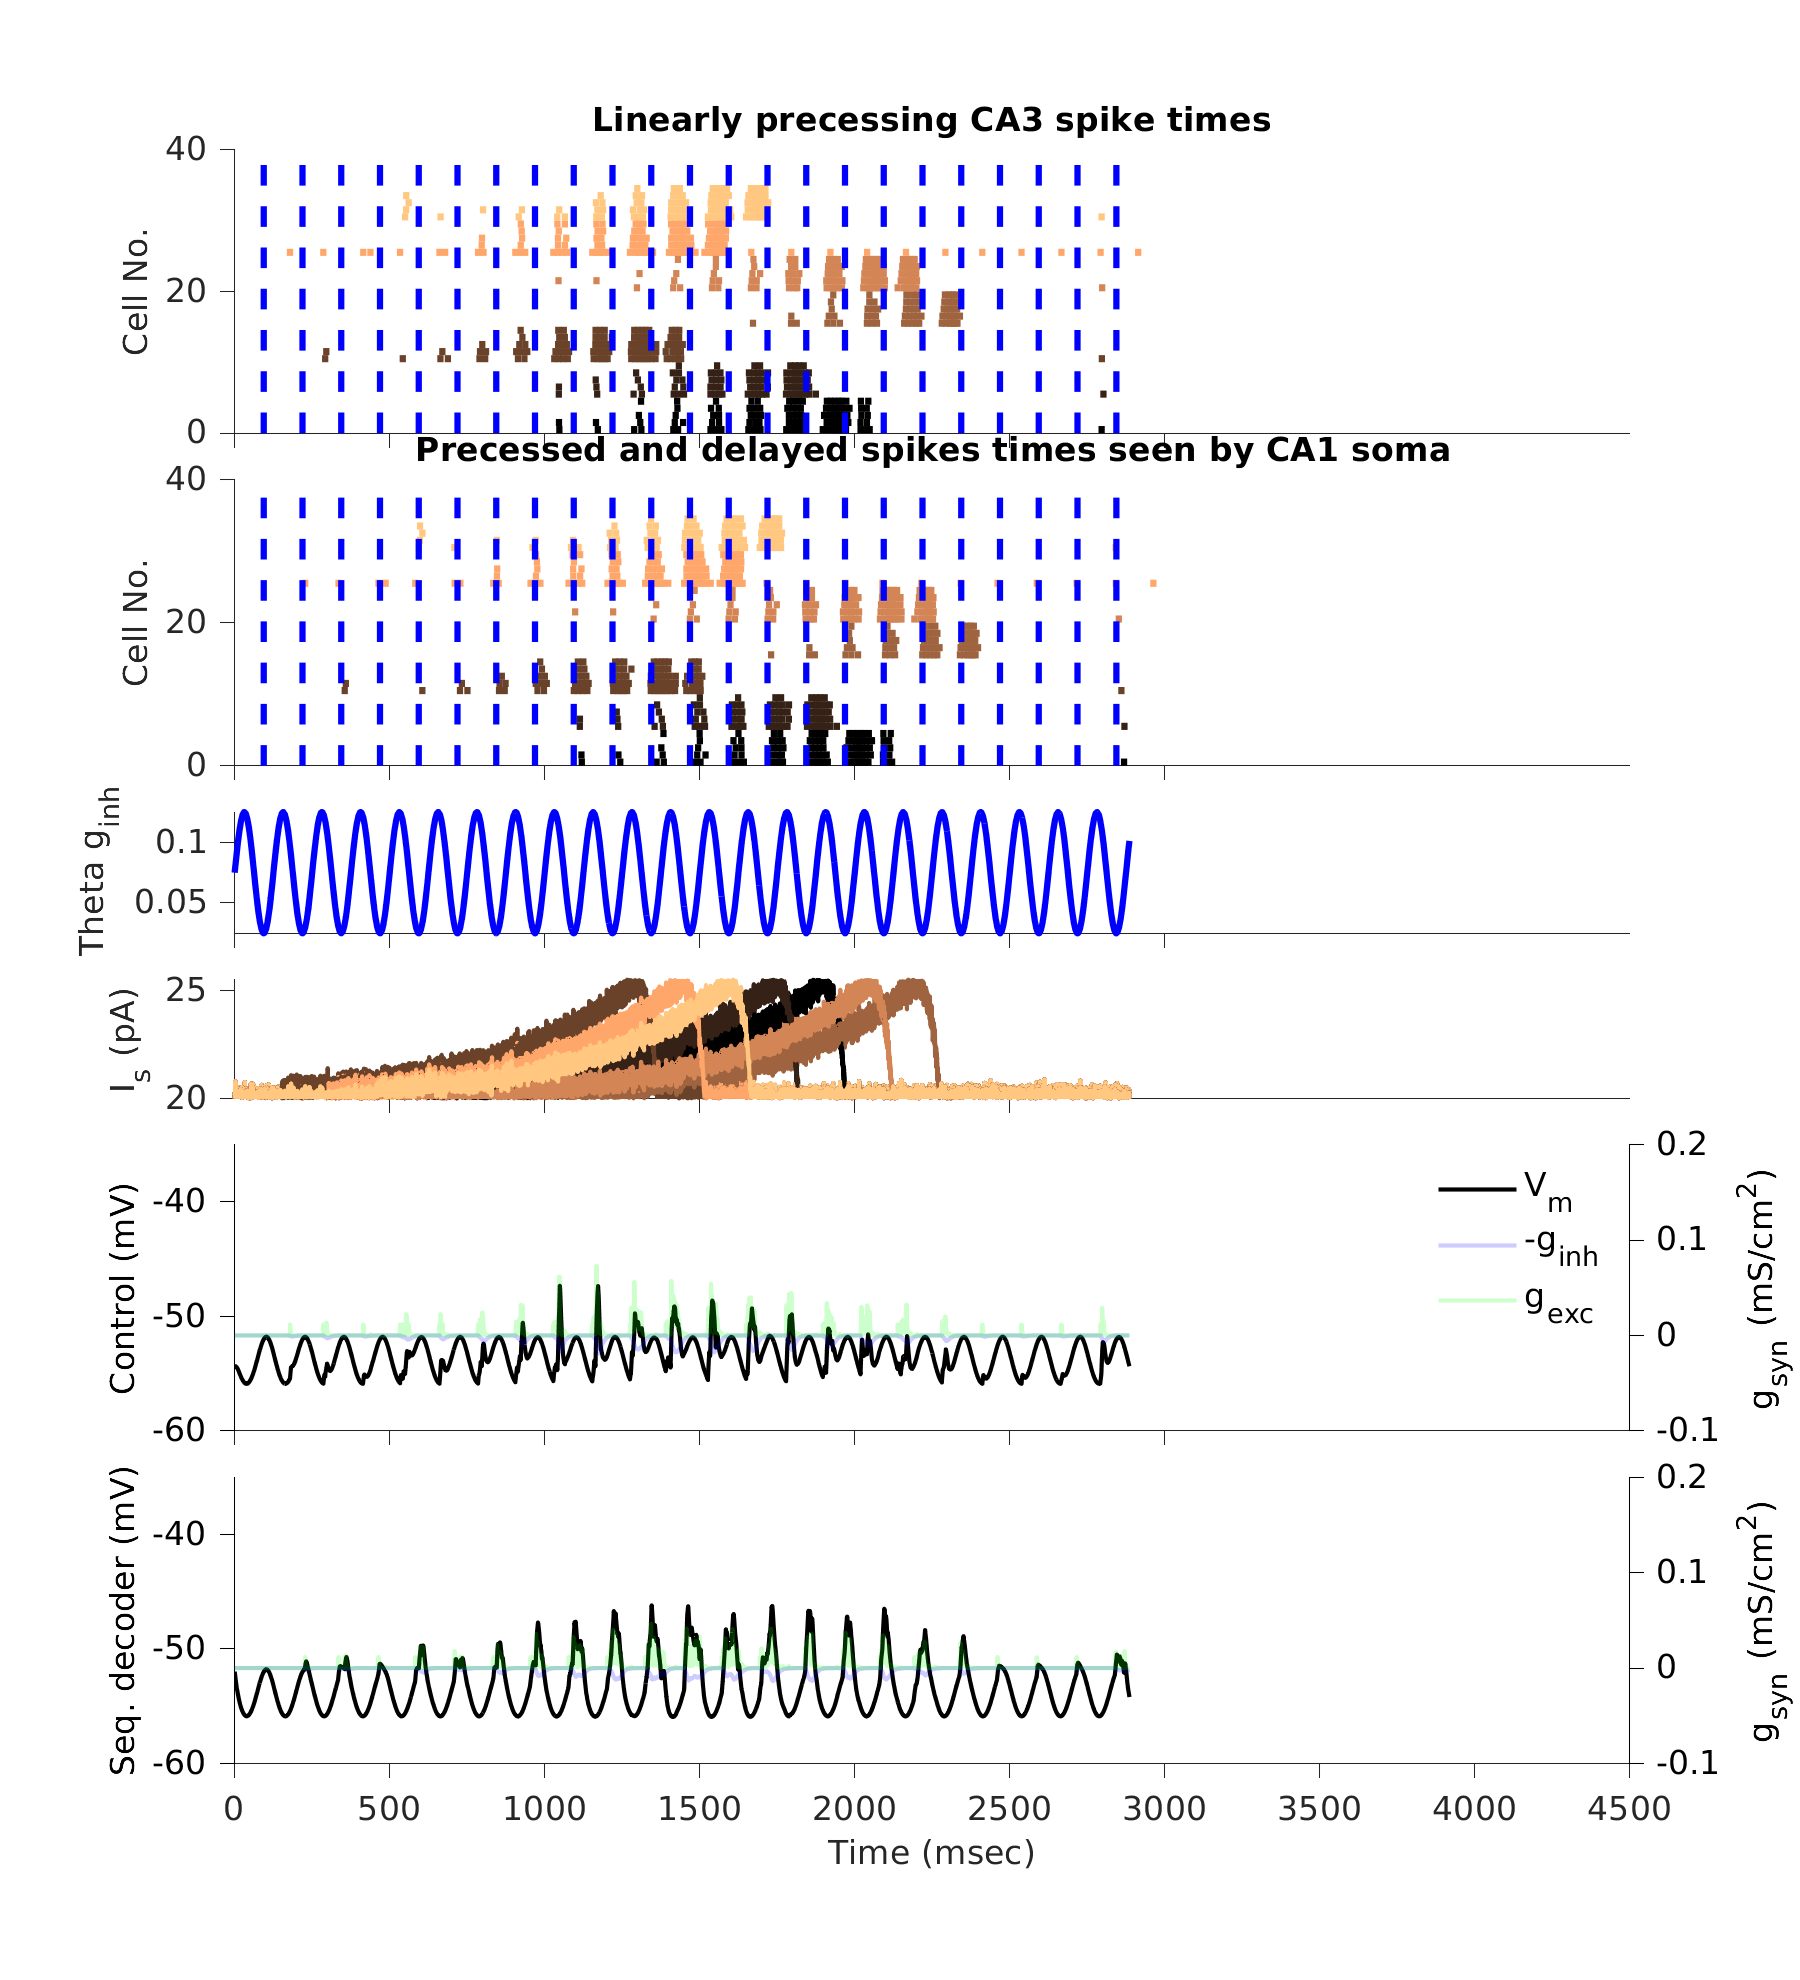 Linearly precessing CA3 spike times
40
20
0
Cell No.
Precessed and delayed spikes times seen by CA1 soma
40
20
0
Cell No.
0.1
0.05
Theta g_inh
25
20
I_s (pA)
-40
-50
-60
Control (mV)
V_m
-g_inh
g_exc
0.2
0.1
0
-0.1
g_syn (mS/cm^2)
-40
-50
-60
Seq. decoder (mV)
0.2
0.1
0
-0.1
g_syn (mS/cm^2)
0 500 1000 1500 2000 2500 3000 3500 4000 4500
Time (msec)